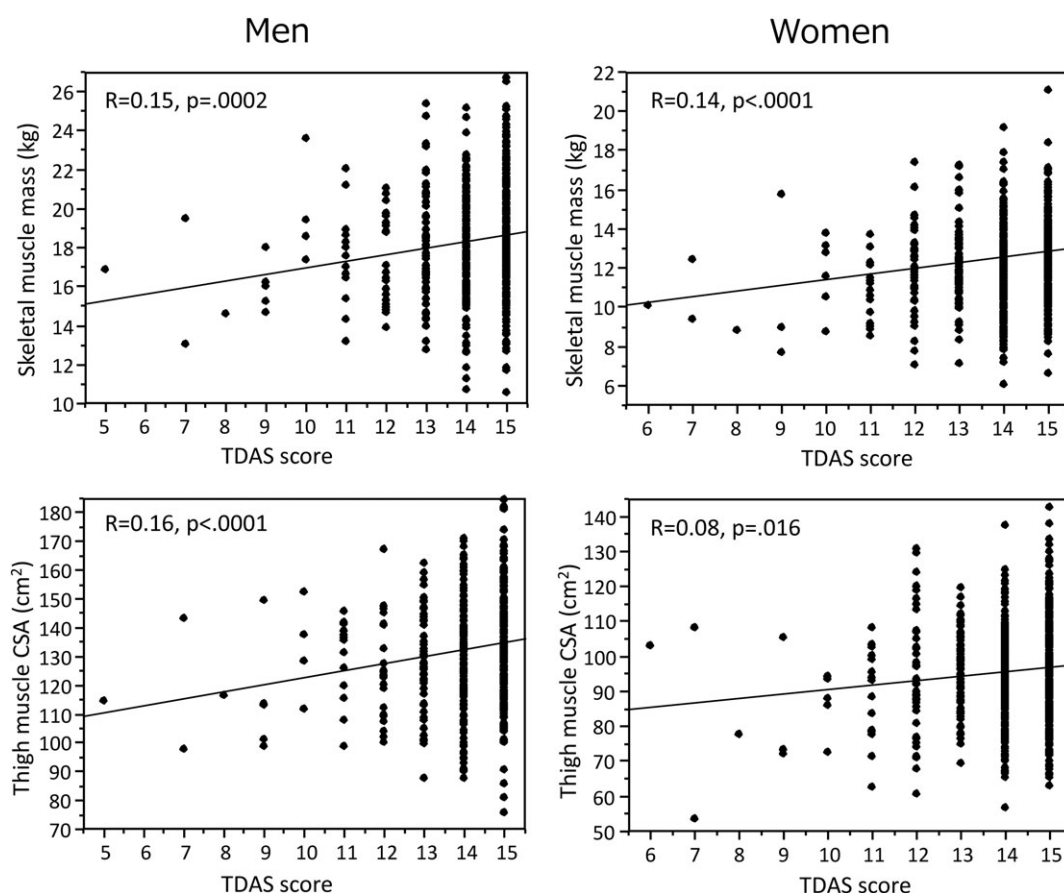 Men
Women
Skeletal muscle mass (kg)
26
24
22
20
18
16
14
12
10
R=0.15, p=.0002
5 6 7 8 9 10 11 12 13 14 15
TDAS score
Skeletal muscle mass (kg)
22
20
18
16
14
12
10
8
6
R=0.14, p<.0001
6 7 8 9 10 11 12 13 14 15
TDAS score
Thigh muscle CSA (cm²)
180
170
160
150
140
130
120
110
100
90
80
70
R=0.16, p<.0001
5 6 7 8 9 10 11 12 13 14 15
TDAS score
Thigh muscle CSA (cm²)
140
130
120
110
100
90
80
70
60
50
R=0.08, p=.016
6 7 8 9 10 11 12 13 14 15
TDAS score